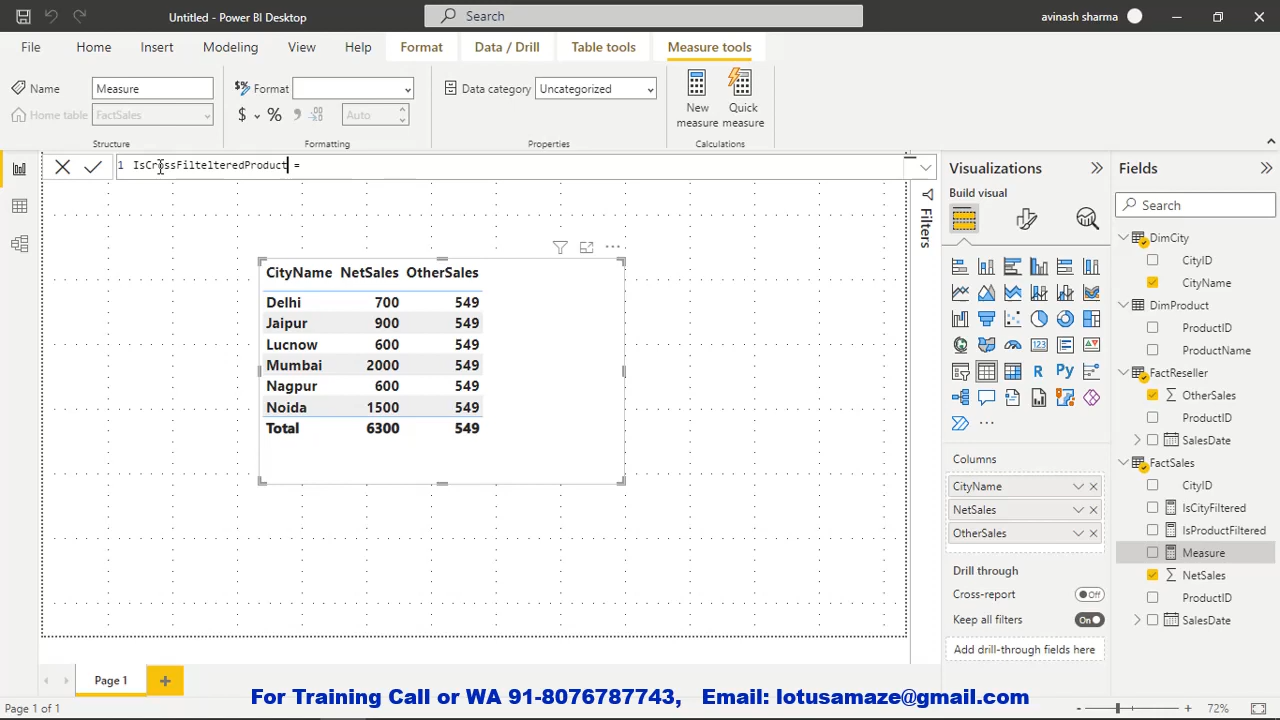 Untitled - Power BI Desktop
Search
avinash sharma
File Home Insert Modeling View Help Format Data / Drill Table tools Measure tools
Name Measure
Home table FactSales
Structure
Format
$ % Auto
Formatting
Data category Uncategorized
Properties
New measure
Quick measure
Calculations
1 IsCrossFilterlteredProduct =
Filters
CityName NetSales OtherSales
Delhi 700 549
Jaipur 900 549
Lucnow 600 549
Mumbai 2000 549
Nagpur 600 549
Noida 1500 549
Total 6300 549
Visualizations
Build visual
123
R Py
Columns
CityName
NetSales
OtherSales
Drill through
Cross-report Off
Keep all filters On
Add drill-through fields here
Fields
Search
DimCity
CityID
CityName
DimProduct
ProductID
ProductName
FactReseller
OtherSales
ProductID
SalesDate
FactSales
CityID
IsCityFiltered
IsProductFiltered
Measure
NetSales
ProductID
SalesDate
Page 1
For Training Call or WA 91-8076787743, Email: lotusamaze@gmail.com
Page 1 of 1
72%